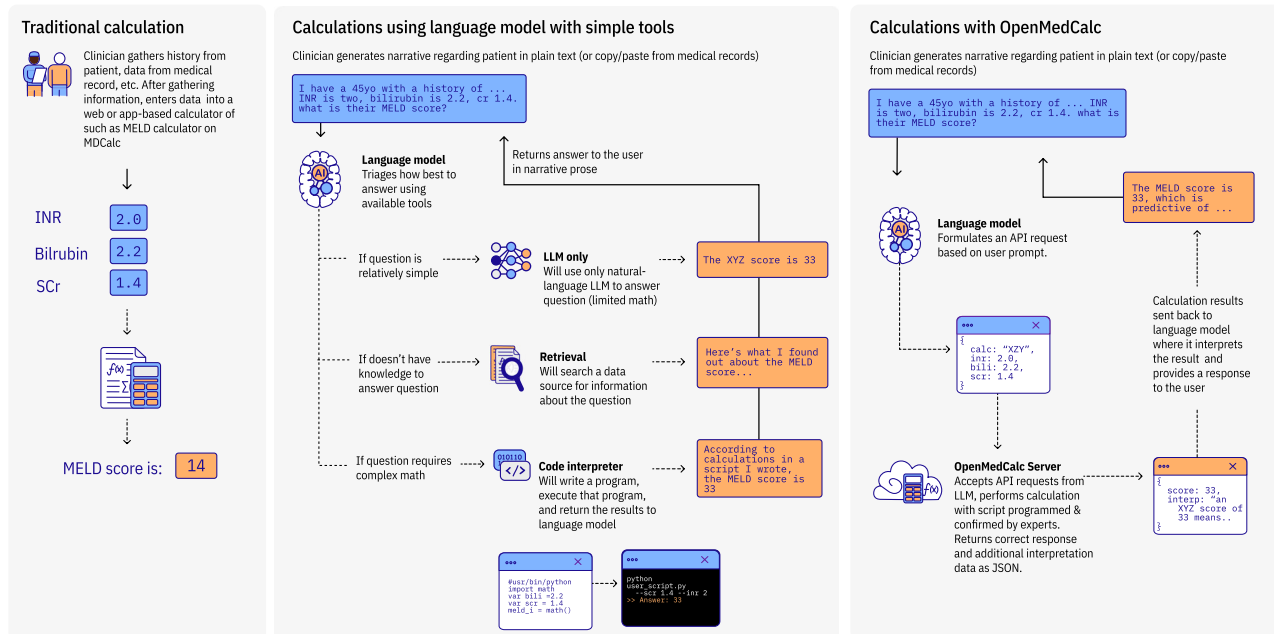 Traditional calculation
Clinician gathers history from
patient, data from medical
record, etc. After gathering
information, enters data into a
web or app-based calculator of
such as MELD calculator on
MDCalc
INR
2.0
Bilrubin
2.2
SCr
1.4
f(x)
Σ
MELD score is:
14
Calculations using language model with simple tools
Clinician generates narrative regarding patient in plain text (or copy/paste from medical records)
I have a 45yo with a history of ...
INR is two, bilirubin is 2.2, cr 1.4.
what is their MELD score?
AI
Language model
Triages how best to
answer using
available tools
Returns answer to the user
in narrative prose
If question is
relatively simple
LLM only
Will use only natural-
language LLM to answer
question (limited math)
The XYZ score is 33
If doesn't have
knowledge to
answer question
Retrieval
Will search a data
source for information
about the question
Here's what I found
out about the MELD
score...
If question requires
complex math
010110
</>
Code interpreter
Will write a program,
execute that program,
and return the results to
language model
According to
calculations in a
script I wrote,
the MELD score is
33
#usr/bin/python
import math
var bili =2.2
var scr = 1.4
meld_i = math()
python
user_script.py
--scr 1.4 --inr 2
>> Answer: 33
Calculations with OpenMedCalc
Clinician generates narrative regarding patient in plain text (or copy/paste
from medical records)
I have a 45yo with a history of ... INR
is two, bilirubin is 2.2, cr 1.4. what is
their MELD score?
The MELD score is
33, which is
predictive of ...
AI
Language model
Formulates an API request
based on user prompt.
{
calc: “XZY”,
inr: 2.0,
bili: 2.2,
scr: 1.4
}
Calculation results
sent back to
language model
where it interprets
the result and
provides a response
to the user
f(x)
OpenMedCalc Server
Accepts API requests from
LLM, performs calculation
with script programmed &
confirmed by experts.
Returns correct response
and additional interpretation
data as JSON.
{
score: 33,
interp: “an
XYZ score of
33 means..
}